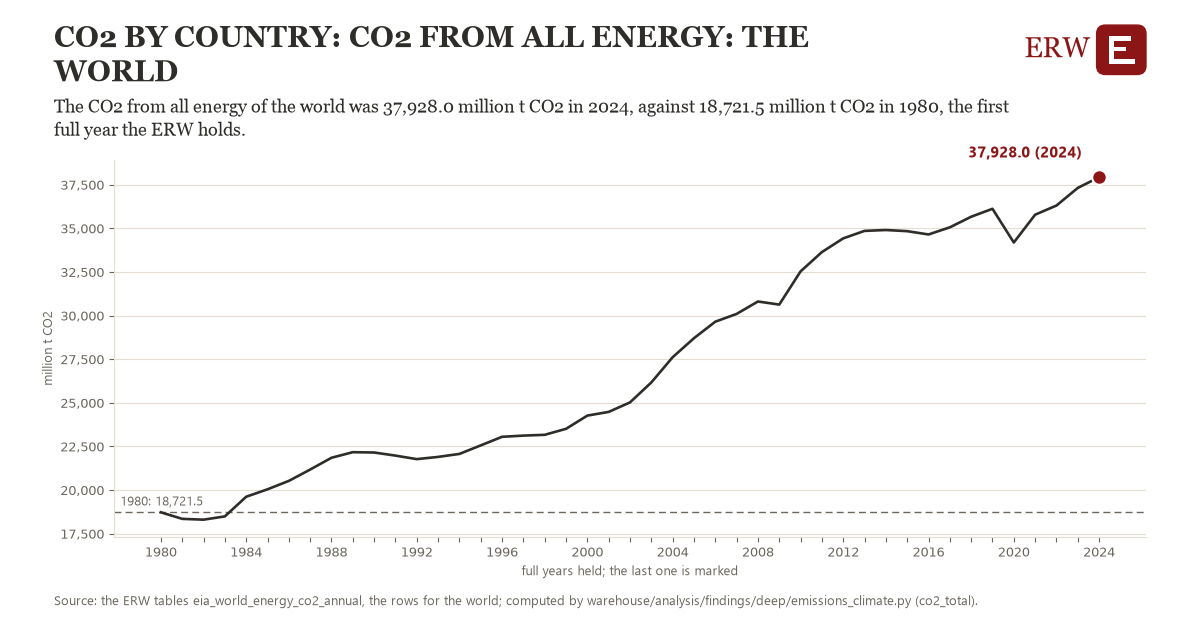 CO2 BY COUNTRY: CO2 FROM ALL ENERGY: THE
WORLD
ERW E
The CO2 from all energy of the world was 37,928.0 million t CO2 in 2024, against 18,721.5 million t CO2 in 1980, the first
full year the ERW holds.
37,928.0 (2024)
37,500
35,000
32,500
30,000
27,500
25,000
22,500
20,000
17,500
million t CO2
1980: 18,721.5
1980 1984 1988 1992 1996 2000 2004 2008 2012 2016 2020 2024
full years held; the last one is marked
Source: the ERW tables eia_world_energy_co2_annual, the rows for the world; computed by warehouse/analysis/findings/deep/emissions_climate.py (co2_total).